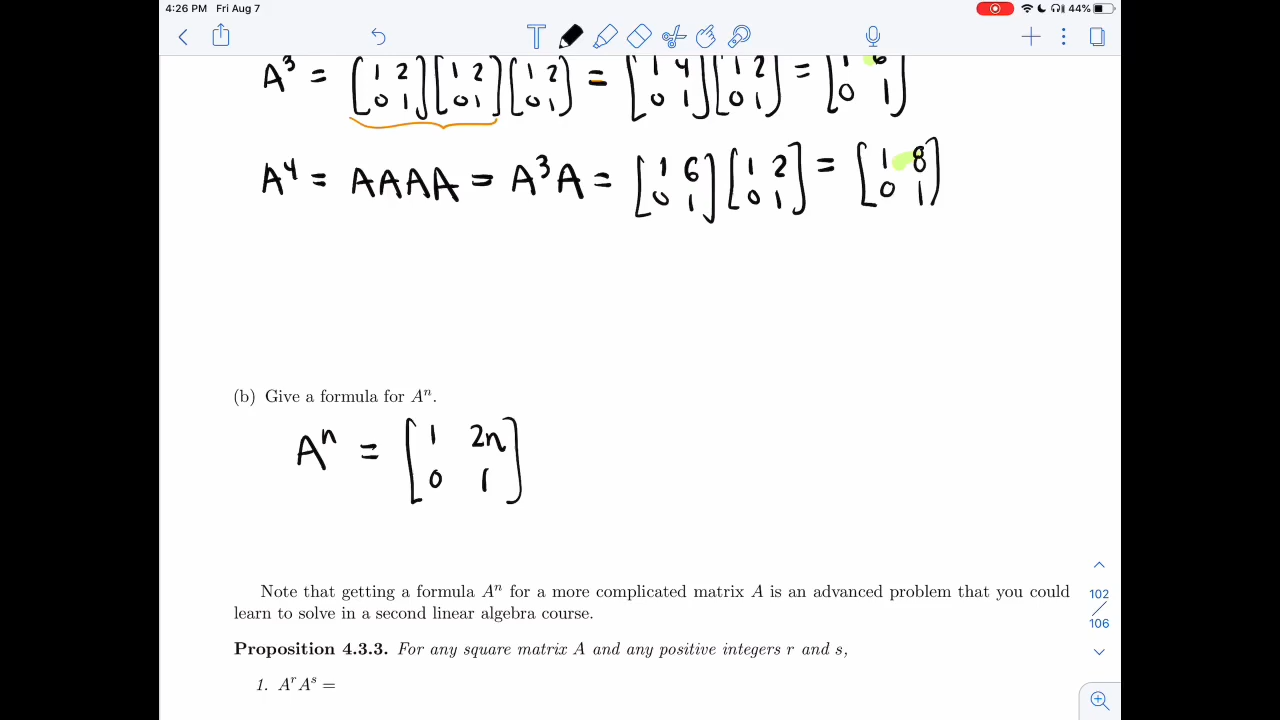 4:26 PM Fri Aug 7 44%
T
A³ = [1 2; 0 1] [1 2; 0 1] [1 2; 0 1] = [1 4; 0 1] [1 2; 0 1] = [1 6; 0 1]
A⁴ = AAAA = A³A = [1 6; 0 1] [1 2; 0 1] = [1 8; 0 1]
(b) Give a formula for Aⁿ.
Aⁿ = [1 2n; 0 1]
Note that getting a formula Aⁿ for a more complicated matrix A is an advanced problem that you could
learn to solve in a second linear algebra course.
Proposition 4.3.3. For any square matrix A and any positive integers r and s,
1. AʳAˢ =
102
106